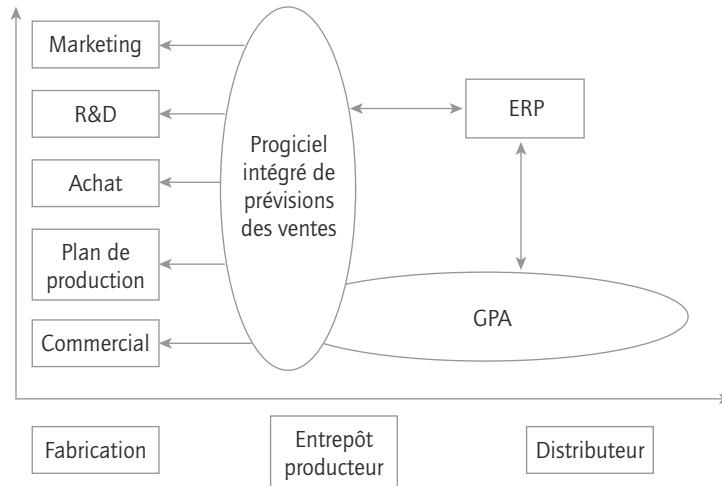 Marketing
R&D
Achat
Plan de
production
Commercial
Progiciel
intégré de
prévisions
des ventes
ERP
GPA
Fabrication
Entrepôt
producteur
Distributeur